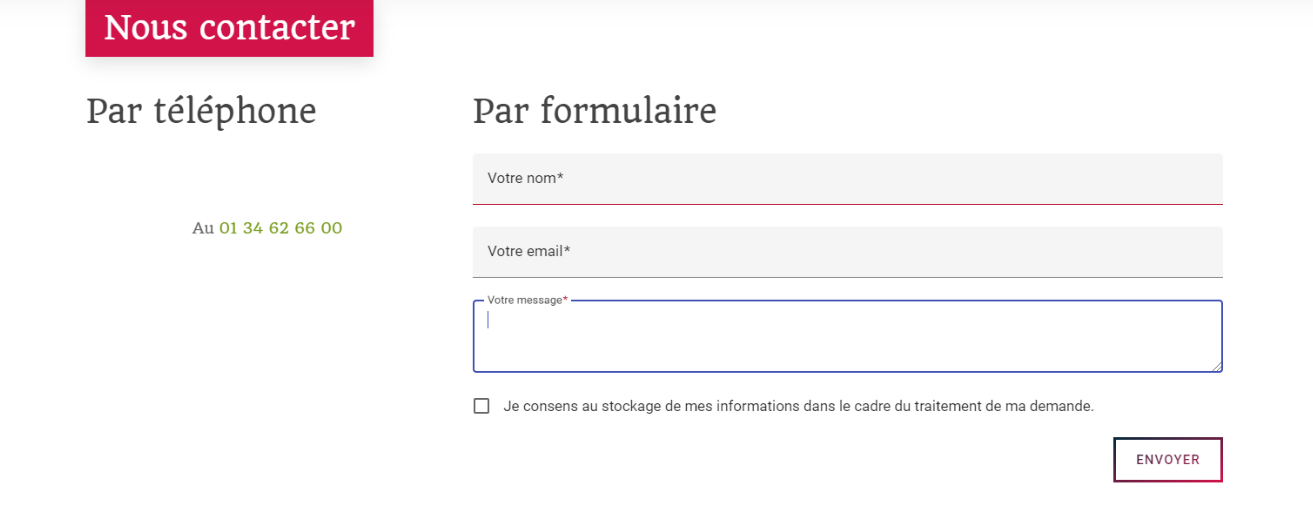 Nous contacter
Par téléphone
Au 01 34 62 66 00
Par formulaire
Votre nom*
Votre email*
Votre message*
Je consens au stockage de mes informations dans le cadre du traitement de ma demande.
ENVOYER